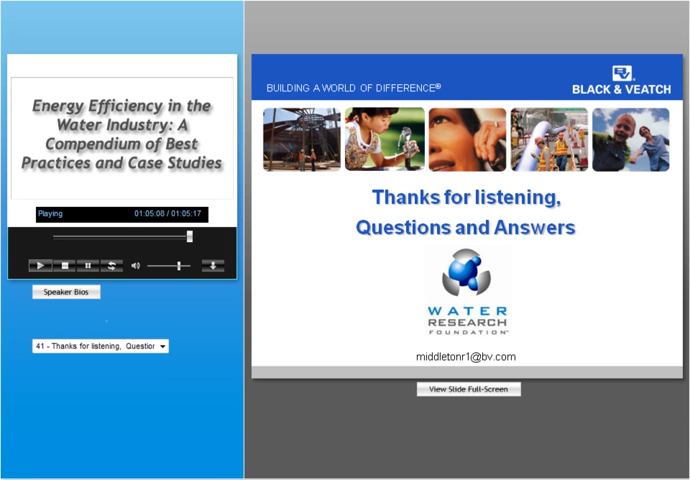 Energy Efficiency in the
Water Industry: A
Compendium of Best
Practices and Case Studies
Playing 01:05:08 / 01:05:17
Speaker Bios
41 - Thanks for listening, Question
BUILDING A WORLD OF DIFFERENCE®
BV
BLACK & VEATCH
Thanks for listening,
Questions and Answers
WATER
RESEARCH
FOUNDATION
middletonr1@bv.com
View Slide Full-Screen